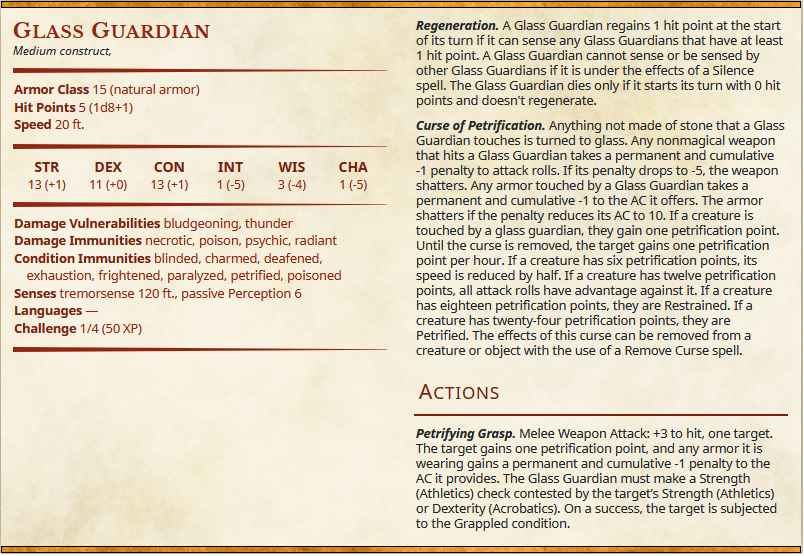 GLASS GUARDIAN
Medium construct,
Armor Class 15 (natural armor)
Hit Points 5 (1d8+1)
Speed 20 ft.
STR DEX CON INT WIS CHA
13 (+1) 11 (+0) 13 (+1) 1 (-5) 3 (-4) 1 (-5)
Damage Vulnerabilities bludgeoning, thunder
Damage Immunities necrotic, poison, psychic, radiant
Condition Immunities blinded, charmed, deafened,
exhaustion, frightened, paralyzed, petrified, poisoned
Senses tremorsense 120 ft., passive Perception 6
Languages —
Challenge 1/4 (50 XP)
Regeneration. A Glass Guardian regains 1 hit point at the start
of its turn if it can sense any Glass Guardians that have at least
1 hit point. A Glass Guardian cannot sense or be sensed by
other Glass Guardians if it is under the effects of a Silence
spell. The Glass Guardian dies only if it starts its turn with 0 hit
points and doesn't regenerate.
Curse of Petrification. Anything not made of stone that a Glass
Guardian touches is turned to glass. Any nonmagical weapon
that hits a Glass Guardian takes a permanent and cumulative
-1 penalty to attack rolls. If its penalty drops to -5, the weapon
shatters. Any armor touched by a Glass Guardian takes a
permanent and cumulative -1 to the AC it offers. The armor
shatters if the penalty reduces its AC to 10. If a creature is
touched by a glass guardian, they gain one petrification point.
Until the curse is removed, the target gains one petrification
point per hour. If a creature has six petrification points, its
speed is reduced by half. If a creature has twelve petrification
points, all attack rolls have advantage against it. If a creature
has eighteen petrification points, they are Restrained. If a
creature has twenty-four petrification points, they are
Petrified. The effects of this curse can be removed from a
creature or object with the use of a Remove Curse spell.
ACTIONS
Petrifying Grasp. Melee Weapon Attack: +3 to hit, one target.
The target gains one petrification point, and any armor it is
wearing gains a permanent and cumulative -1 penalty to the
AC it provides. The Glass Guardian must make a Strength
(Athletics) check contested by the target's Strength (Athletics)
or Dexterity (Acrobatics). On a success, the target is subjected
to the Grappled condition.